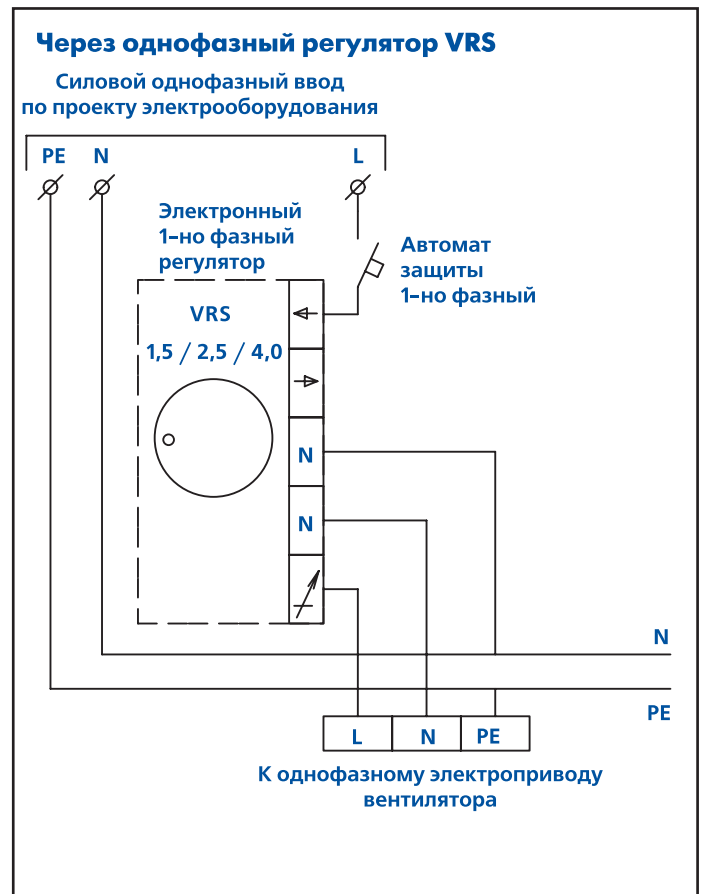 Через однофазный регулятор VRS
Силовой однофазный ввод
по проекту электрооборудования
PE N L
Электронный
1-но фазный
регулятор
Автомат
защиты
1-но фазный
VRS
1,5 / 2,5 / 4,0
N
N
N
PE
L N PE
К однофазному электроприводу
вентилятора